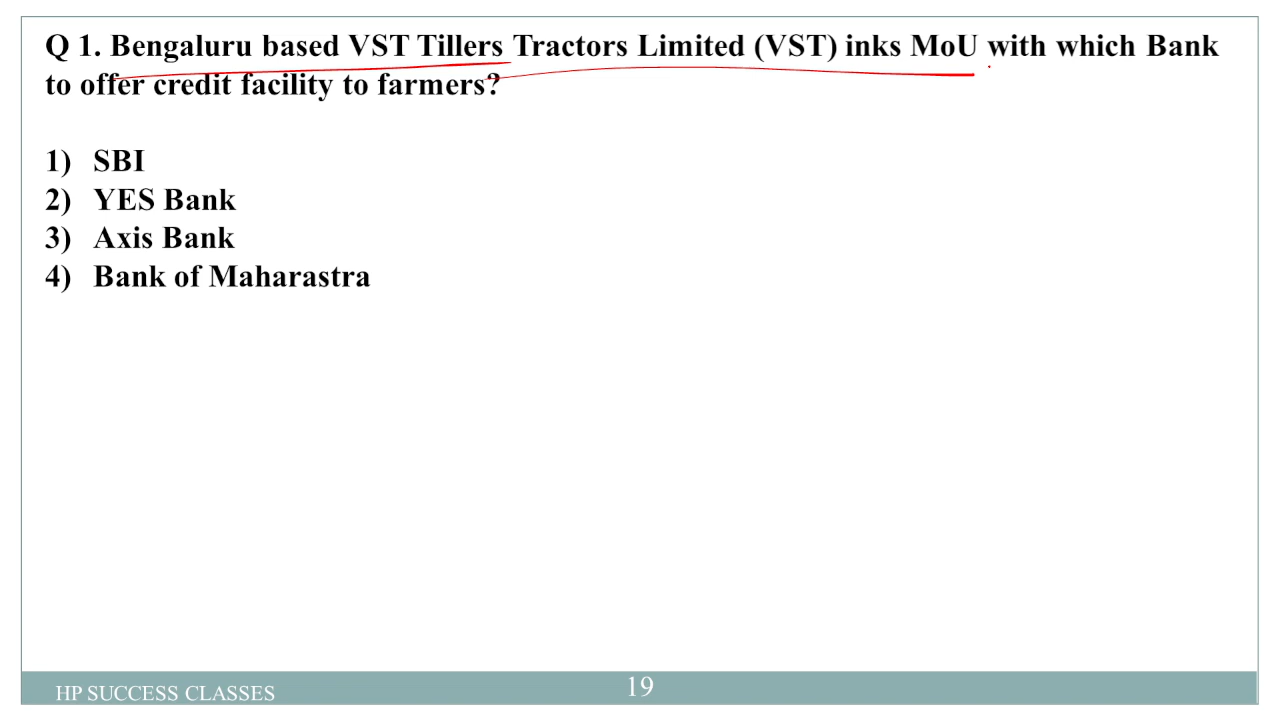 Q 1. Bengaluru based VST Tillers Tractors Limited (VST) inks MoU with which Bank
to offer credit facility to farmers?
1) SBI
2) YES Bank
3) Axis Bank
4) Bank of Maharastra
HP SUCCESS CLASSES
19